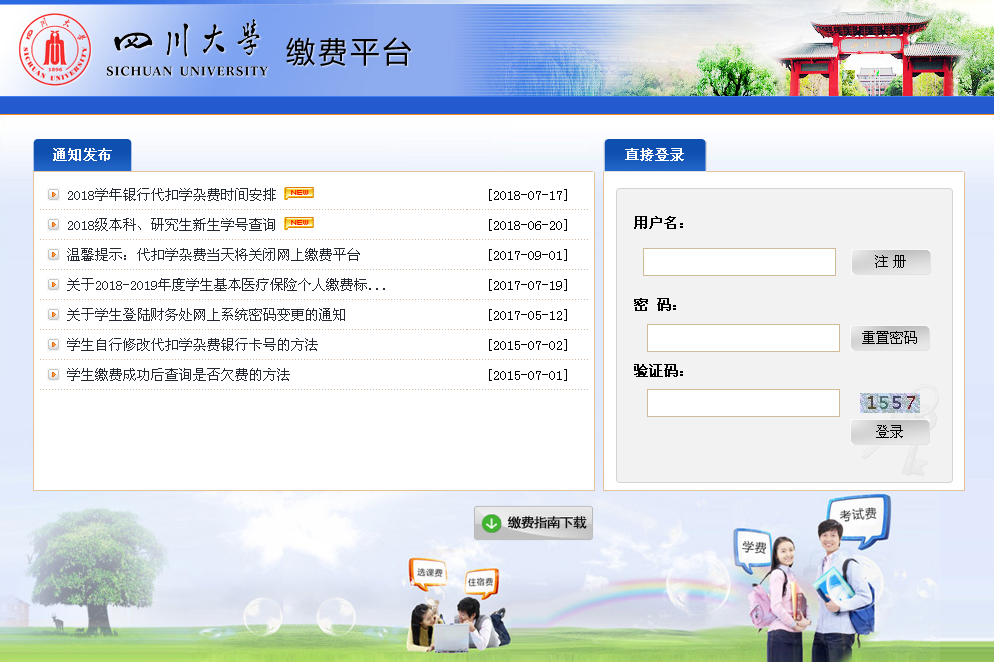 四川大學
SICHUAN UNIVERSITY
缴费平台
SICHUAN UNIVERSITY
1896
通知发布
2018学年银行代扣学杂费时间安排 NEW [2018-07-17]
2018级本科、研究生新生学号查询 NEW [2018-06-20]
温馨提示：代扣学杂费当天将关闭网上缴费平台 [2017-09-01]
关于2018-2019年度学生基本医疗保险个人缴费标... [2017-07-19]
关于学生登陆财务处网上系统密码变更的通知 [2017-05-12]
学生自行修改代扣学杂费银行卡号的方法 [2015-07-02]
学生缴费成功后查询是否欠费的方法 [2015-07-01]
直接登录
用户名：
注 册
密 码：
重置密码
验证码：
1557
登录
缴费指南下载
选课费
住宿费
学费
考试费